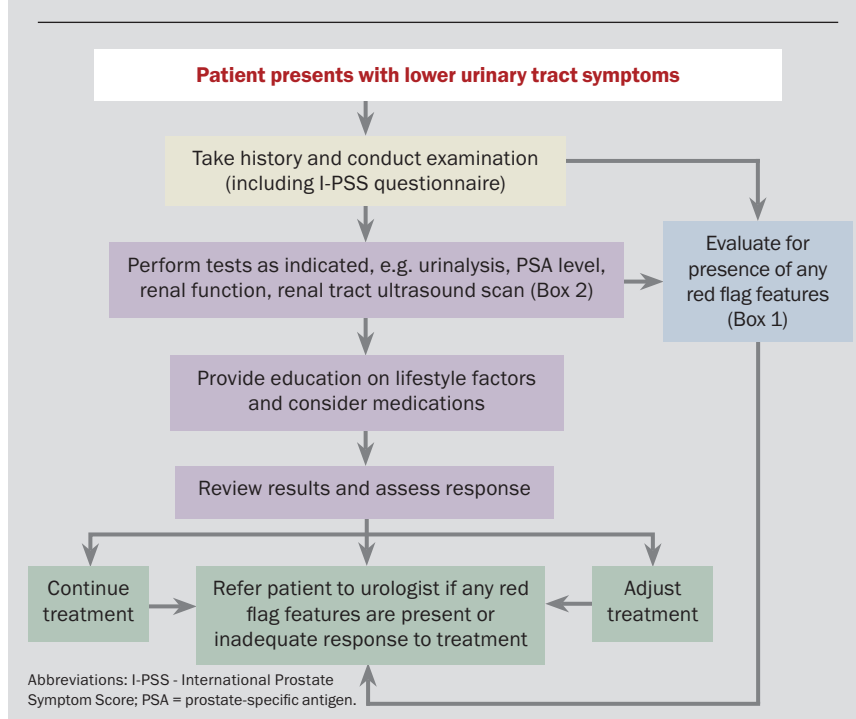 Patient presents with lower urinary tract symptoms
Take history and conduct examination
(including I-PSS questionnaire)
Perform tests as indicated, e.g. urinalysis, PSA level,
renal function, renal tract ultrasound scan (Box 2)
Evaluate for
presence of any
red flag features
(Box 1)
Provide education on lifestyle factors
and consider medications
Review results and assess response
Continue
treatment
Refer patient to urologist if any red
flag features are present or
inadequate response to treatment
Adjust
treatment
Abbreviations: I-PSS - International Prostate
Symptom Score; PSA = prostate-specific antigen.